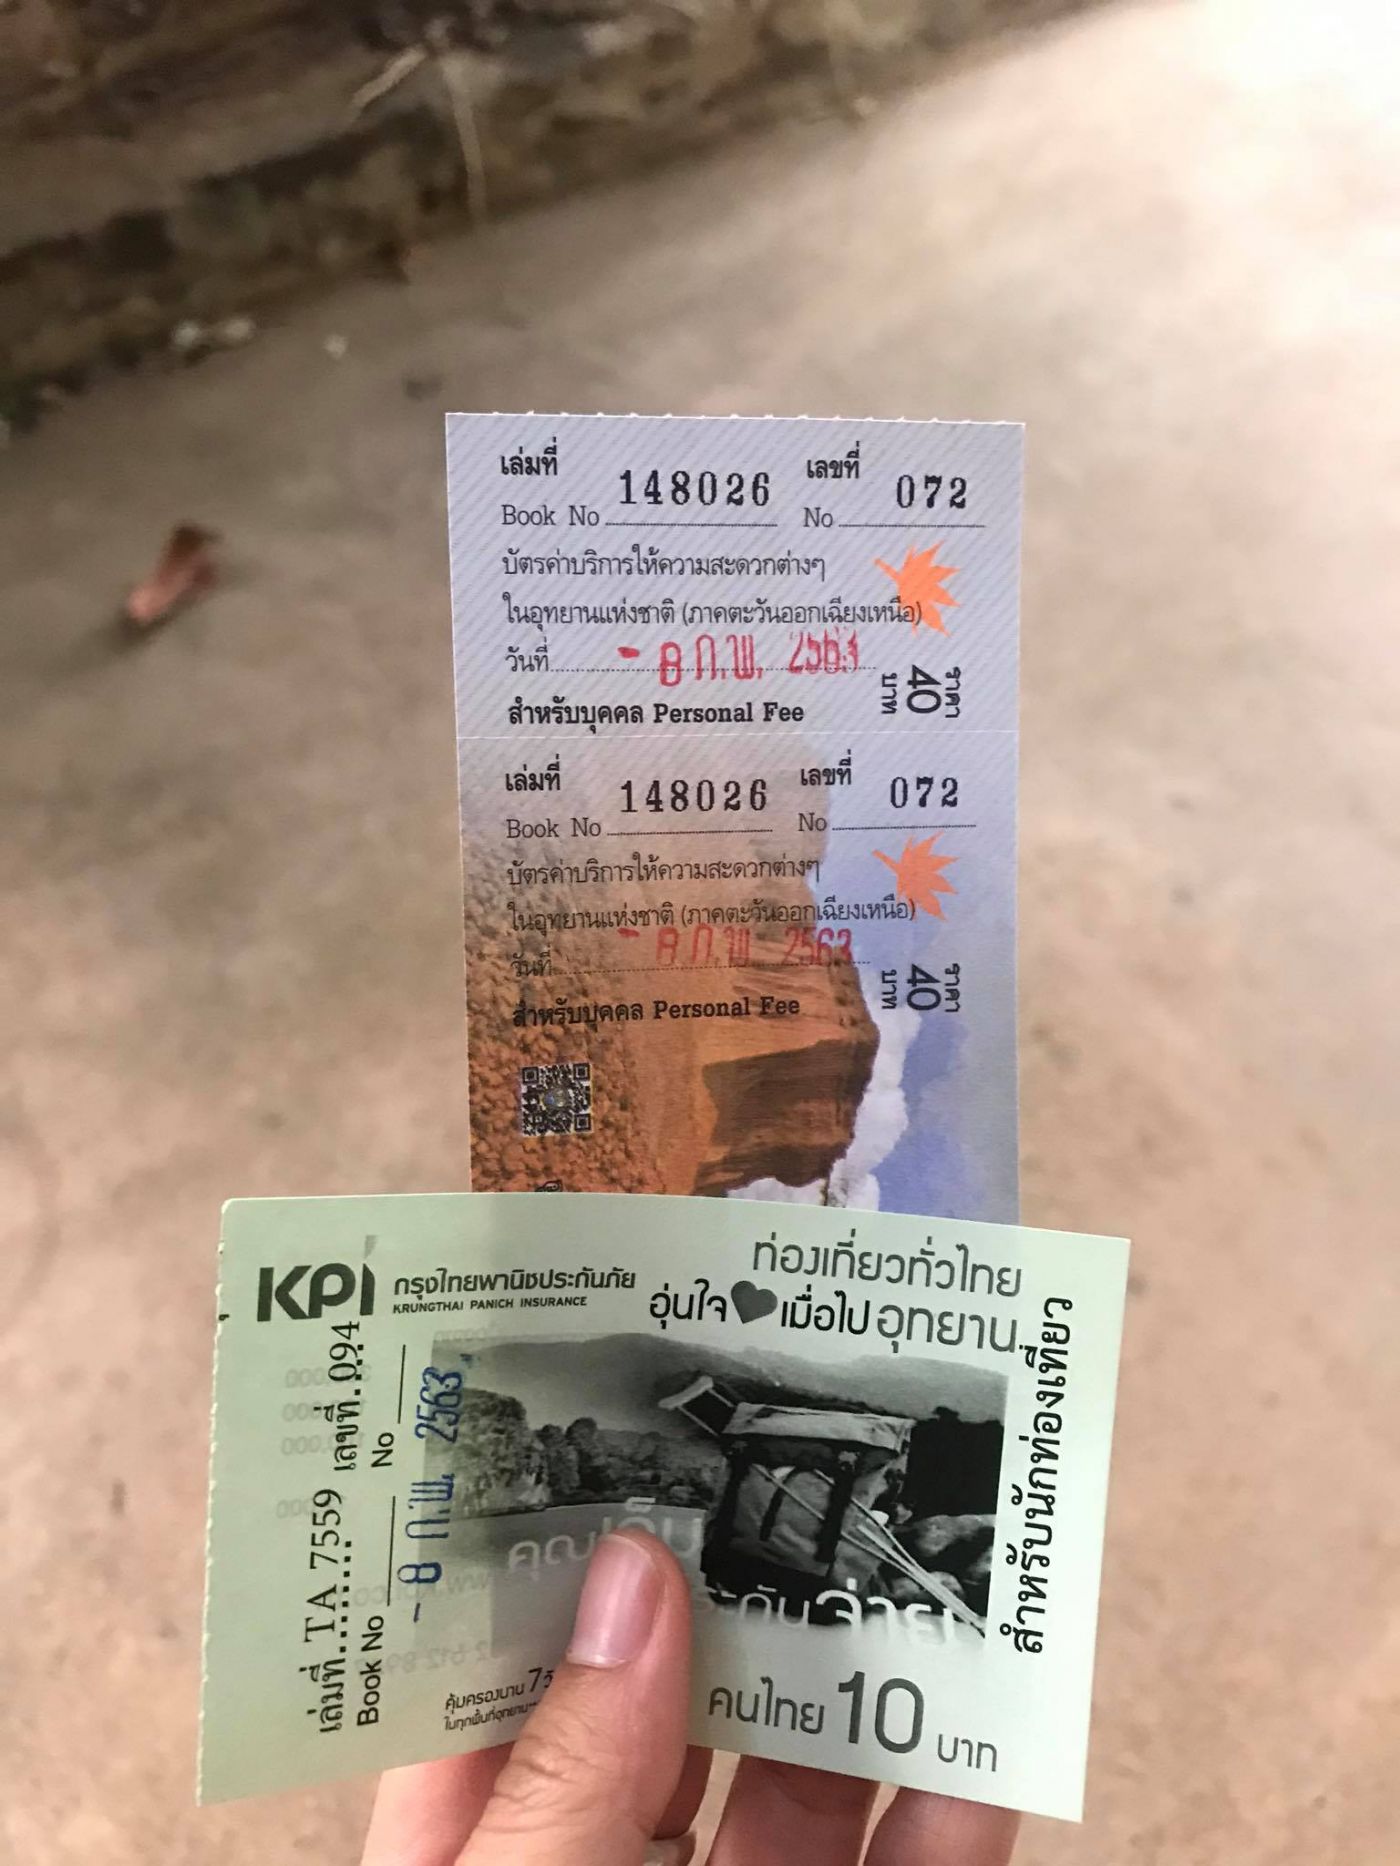 เล่มที่ 148026 เลขที่ 072
Book No No
บัตรค่าบริการให้ความสะดวกต่างๆ
ในอุทยานแห่งชาติ (ภาคตะวันออกเฉียงเหนือ)
วันที่ - 8 ก.พ. 2563
สำหรับบุคคล Personal Fee
ราคา
40
บาท
เล่มที่ 148026 เลขที่ 072
Book No No
บัตรค่าบริการให้ความสะดวกต่างๆ
ในอุทยานแห่งชาติ (ภาคตะวันออกเฉียงเหนือ)
วันที่ - 8 ก.พ. 2563
สำหรับบุคคล Personal Fee
ราคา
40
บาท
KPI กรุงไทยพานิชประกันภัย
KRUNGTHAI PANICH INSURANCE
ท่องเที่ยวทั่วไทย
อุ่นใจ เมื่อไป อุทยาน...
สำหรับนักท่องเที่ยว
เล่มที่ TA 7559 เลขที่ 094
Book No No
- 8 ก.พ. 2563
จ่าย
คุ้มครองนาน 7
คนไทย 10 บาท